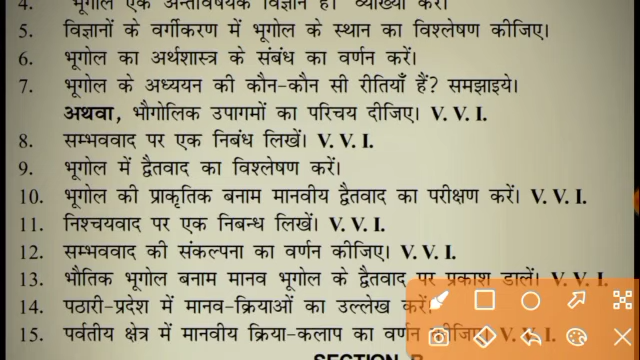 4. भूगोल एक अन्तर्विषयक विज्ञान है। व्याख्या करें।
5. विज्ञानों के वर्गीकरण में भूगोल के स्थान का विश्लेषण कीजिए।
6. भूगोल का अर्थशास्त्र के संबंध का वर्णन करें।
7. भूगोल के अध्ययन की कौन-कौन सी रीतियाँ हैं? समझाइये।
अथवा, भौगोलिक उपागमों का परिचय दीजिए। V. V. I.
8. सम्भववाद पर एक निबंध लिखें। V. V. I.
9. भूगोल में द्वैतवाद का विश्लेषण करें।
10. भूगोल की प्राकृतिक बनाम मानवीय द्वैतवाद का परीक्षण करें। V. V. I.
11. निश्चयवाद पर एक निबन्ध लिखें। V. V. I.
12. सम्भववाद की संकल्पना का वर्णन कीजिए। V. V. I.
13. भौतिक भूगोल बनाम मानव भूगोल के द्वैतवाद पर प्रकाश डालें। V. V. I.
14. पठारी-प्रदेश में मानव-क्रियाओं का उल्लेख करें।
15. पर्वतीय क्षेत्र में मानवीय क्रिया-कलाप का वर्णन कीजिए। V. V. I.
SECTION B